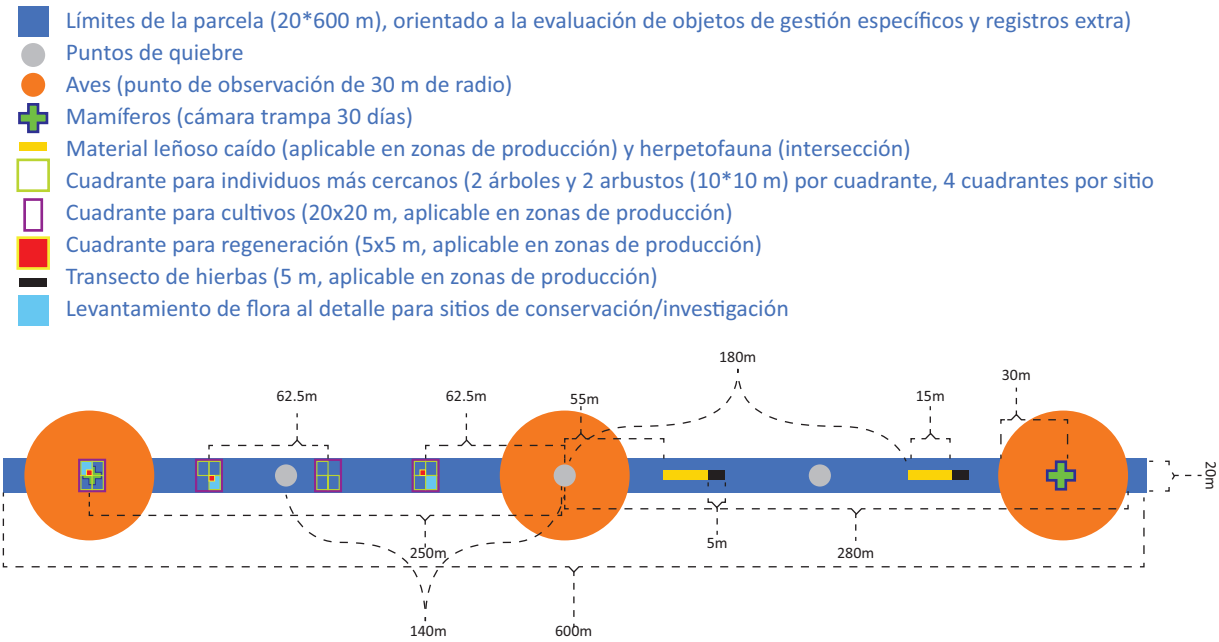 Límites de la parcela (20*600 m), orientado a la evaluación de objetos de gestión específicos y registros extra)
Puntos de quiebre
Aves (punto de observación de 30 m de radio)
Mamíferos (cámara trampa 30 días)
Material leñoso caído (aplicable en zonas de producción) y herpetofauna (intersección)
Cuadrante para individuos más cercanos (2 árboles y 2 arbustos (10*10 m) por cuadrante, 4 cuadrantes por sitio
Cuadrante para cultivos (20x20 m, aplicable en zonas de producción)
Cuadrante para regeneración (5x5 m, aplicable en zonas de producción)
Transecto de hierbas (5 m, aplicable en zonas de producción)
Levantamiento de flora al detalle para sitios de conservación/investigación
180m
30m
62.5m
62.5m
55m
15m
20m
250m
5m
280m
140m
600m